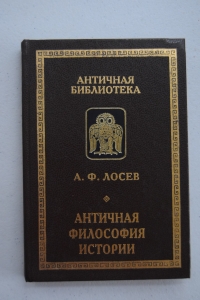 АНТИЧНАЯ
БИБЛИОТЕКА
А. Ф. ЛОСЕВ
АНТИЧНАЯ
ФИЛОСОФИЯ
ИСТОРИИ